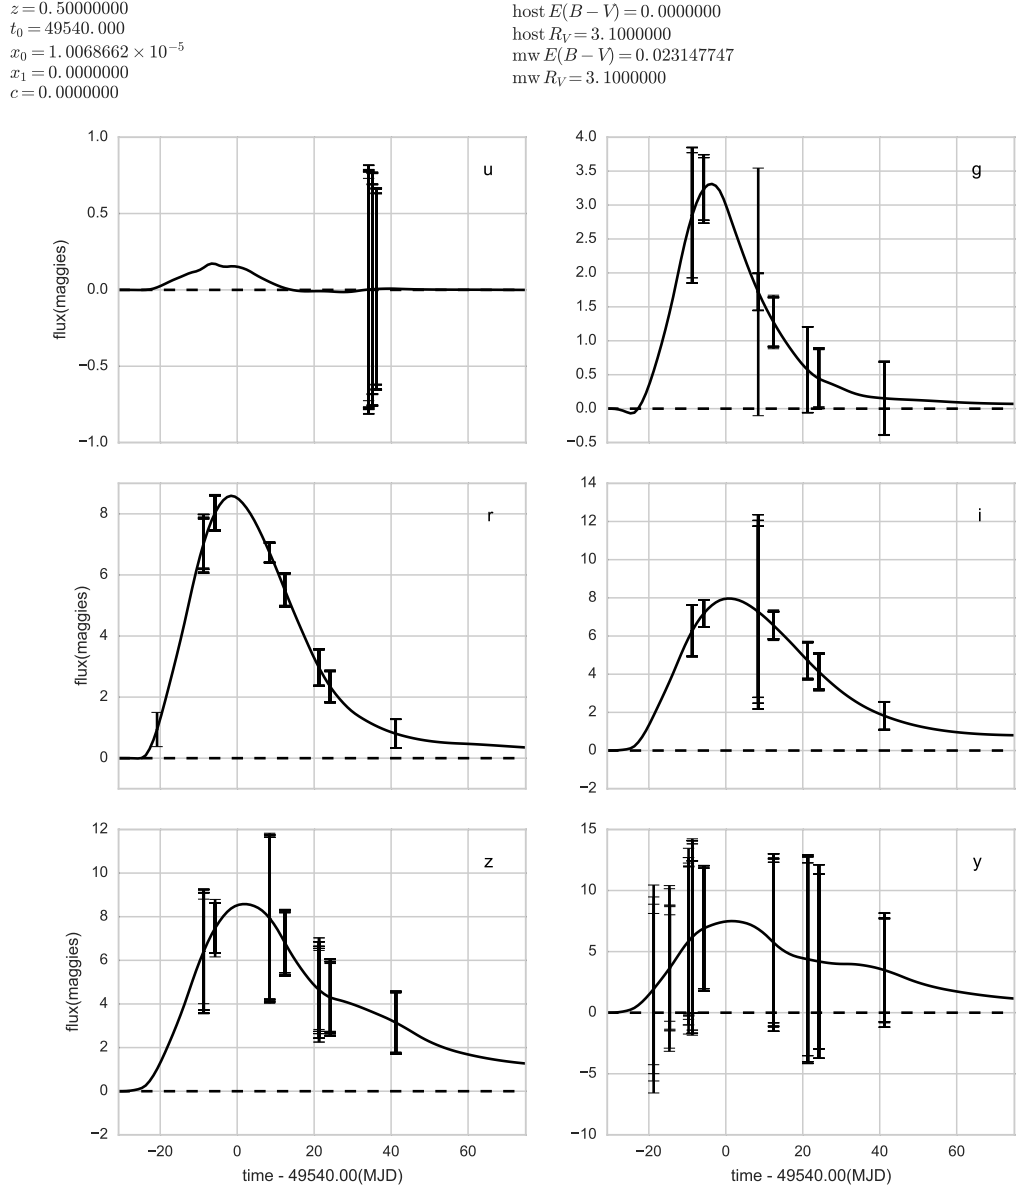 z = 0.50000000
t₀ = 49540.000
x₀ = 1.0068662 × 10⁻⁵
x₁ = 0.0000000
c = 0.0000000
host E(B − V) = 0.0000000
host R_V = 3.1000000
mw E(B − V) = 0.023147747
mw R_V = 3.1000000
u
1.0
0.5
0.0
−0.5
−1.0
flux(maggies)
g
4.0
3.5
3.0
2.5
2.0
1.5
1.0
0.5
0.0
−0.5
r
8
6
4
2
0
flux(maggies)
i
14
12
10
8
6
4
2
0
−2
z
12
10
8
6
4
2
0
−2
flux(maggies)
−20 0 20 40 60
time - 49540.00(MJD)
y
15
10
5
0
−5
−10
−20 0 20 40 60
time - 49540.00(MJD)